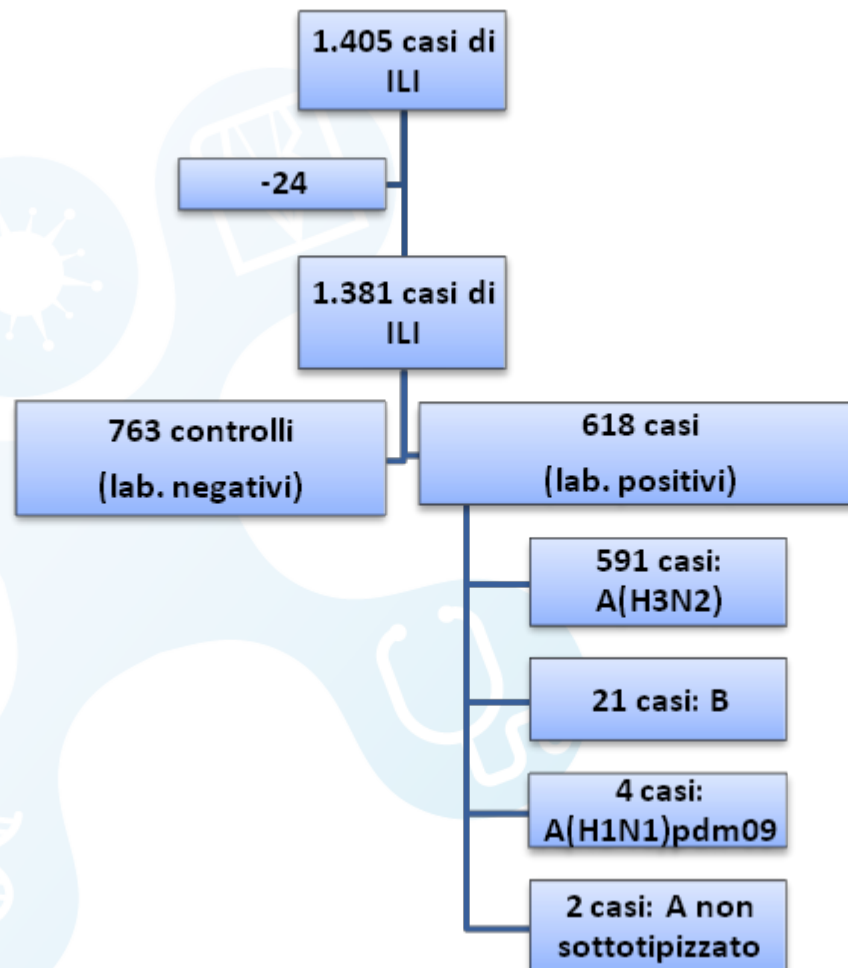 1.405 casi di
ILI
-24
1.381 casi di
ILI
763 controlli
(lab. negativi)
618 casi
(lab. positivi)
591 casi:
A(H3N2)
21 casi: B
4 casi:
A(H1N1)pdm09
2 casi: A non
sottotipizzato